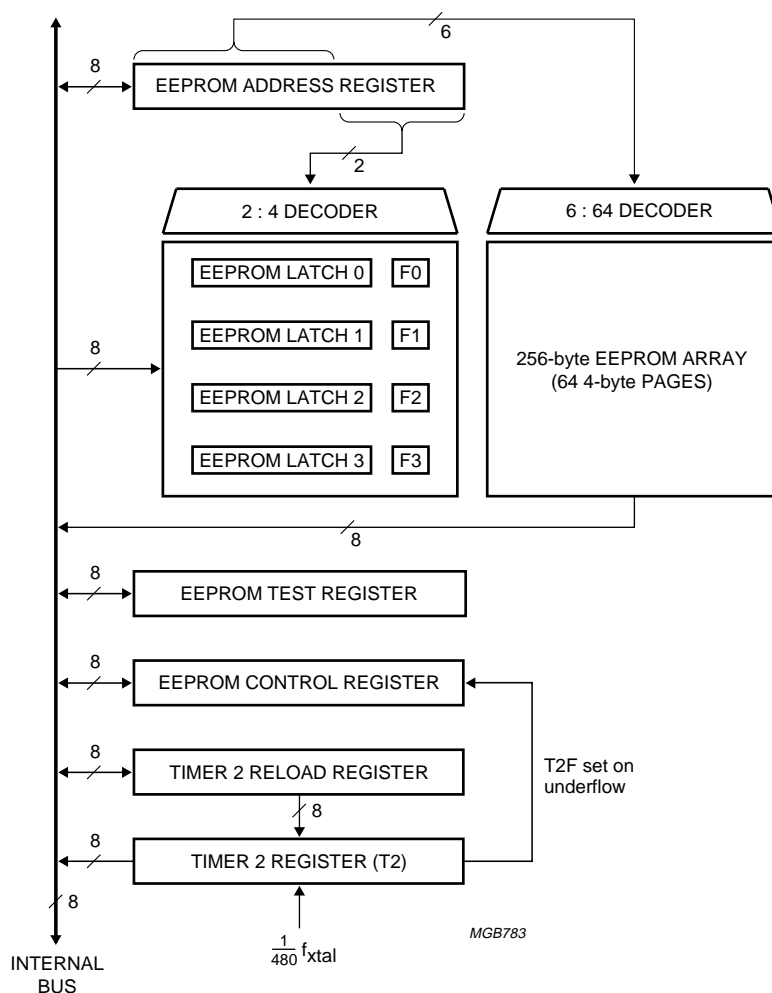 6
8
EEPROM ADDRESS REGISTER
2
2 : 4 DECODER
6 : 64 DECODER
EEPROM LATCH 0
F0
EEPROM LATCH 1
F1
8
256-byte EEPROM ARRAY
(64 4-byte PAGES)
EEPROM LATCH 2
F2
EEPROM LATCH 3
F3
8
8
EEPROM TEST REGISTER
8
EEPROM CONTROL REGISTER
8
TIMER 2 RELOAD REGISTER
T2F set on
underflow
8
8
TIMER 2 REGISTER (T2)
8
1/480 fxtal
MGB783
INTERNAL
BUS